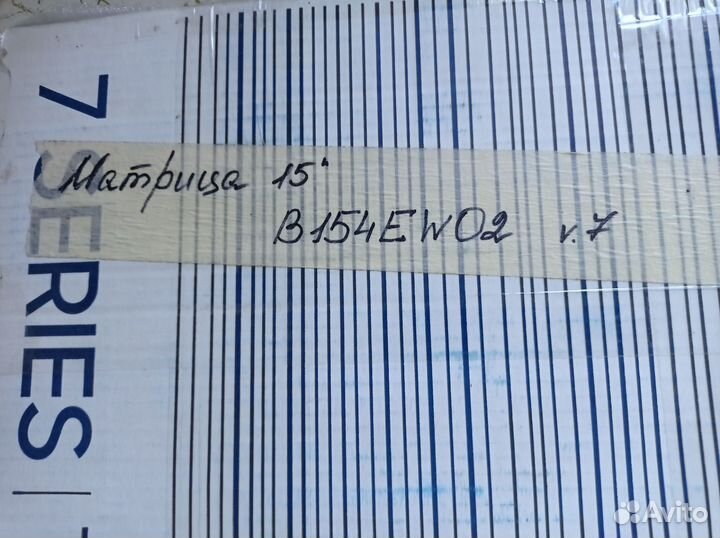 7 SERIES |
Матрица 15"
B154EW02 v.7
Avito